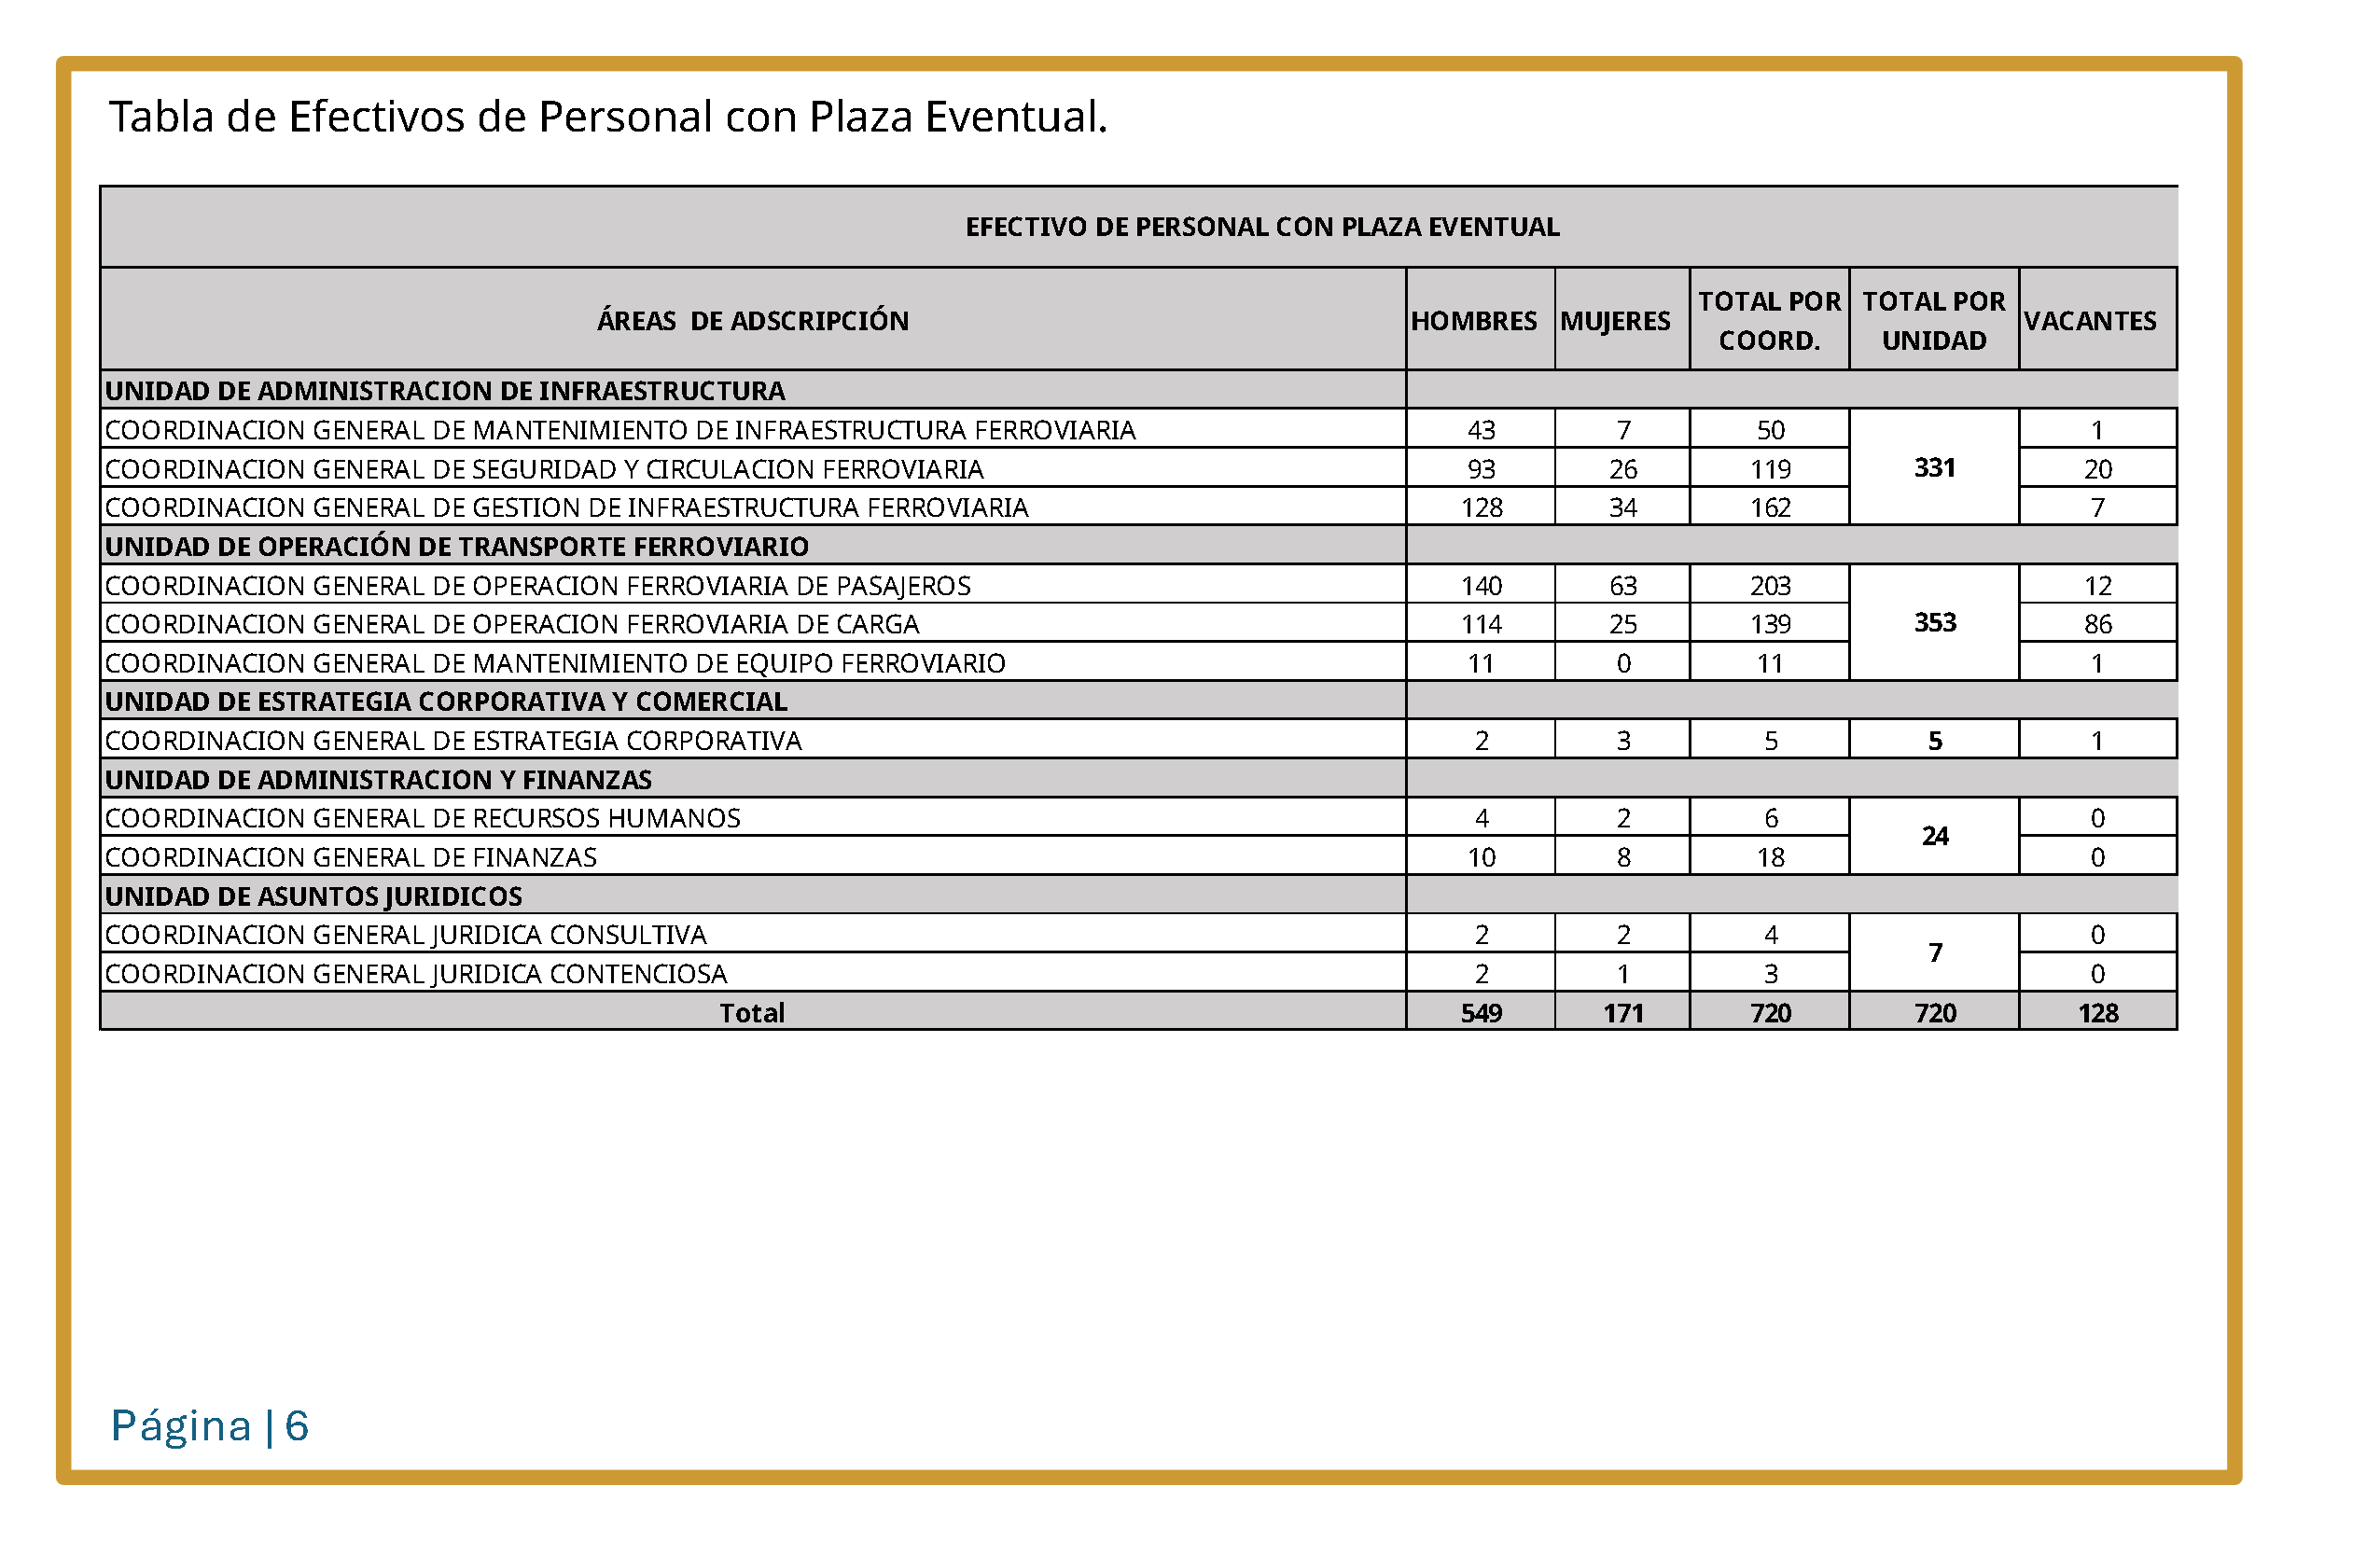 Tabla de Efectivos de Personal con Plaza Eventual.
EFECTIVO DE PERSONAL CON PLAZA EVENTUAL
ÁREAS DE ADSCRIPCIÓN HOMBRES MUJERES TOTAL POR COORD. TOTAL POR UNIDAD VACANTES
UNIDAD DE ADMINISTRACION DE INFRAESTRUCTURA
COORDINACION GENERAL DE MANTENIMIENTO DE INFRAESTRUCTURA FERROVIARIA 43 7 50 1
COORDINACION GENERAL DE SEGURIDAD Y CIRCULACION FERROVIARIA 93 26 119 331 20
COORDINACION GENERAL DE GESTION DE INFRAESTRUCTURA FERROVIARIA 128 34 162 7
UNIDAD DE OPERACIÓN DE TRANSPORTE FERROVIARIO
COORDINACION GENERAL DE OPERACION FERROVIARIA DE PASAJEROS 140 63 203 12
COORDINACION GENERAL DE OPERACION FERROVIARIA DE CARGA 114 25 139 353 86
COORDINACION GENERAL DE MANTENIMIENTO DE EQUIPO FERROVIARIO 11 0 11 1
UNIDAD DE ESTRATEGIA CORPORATIVA Y COMERCIAL
COORDINACION GENERAL DE ESTRATEGIA CORPORATIVA 2 3 5 5 1
UNIDAD DE ADMINISTRACION Y FINANZAS
COORDINACION GENERAL DE RECURSOS HUMANOS 4 2 6 24 0
COORDINACION GENERAL DE FINANZAS 10 8 18 0
UNIDAD DE ASUNTOS JURIDICOS
COORDINACION GENERAL JURIDICA CONSULTIVA 2 2 4 7 0
COORDINACION GENERAL JURIDICA CONTENCIOSA 2 1 3 0
Total 549 171 720 720 128
Página | 6